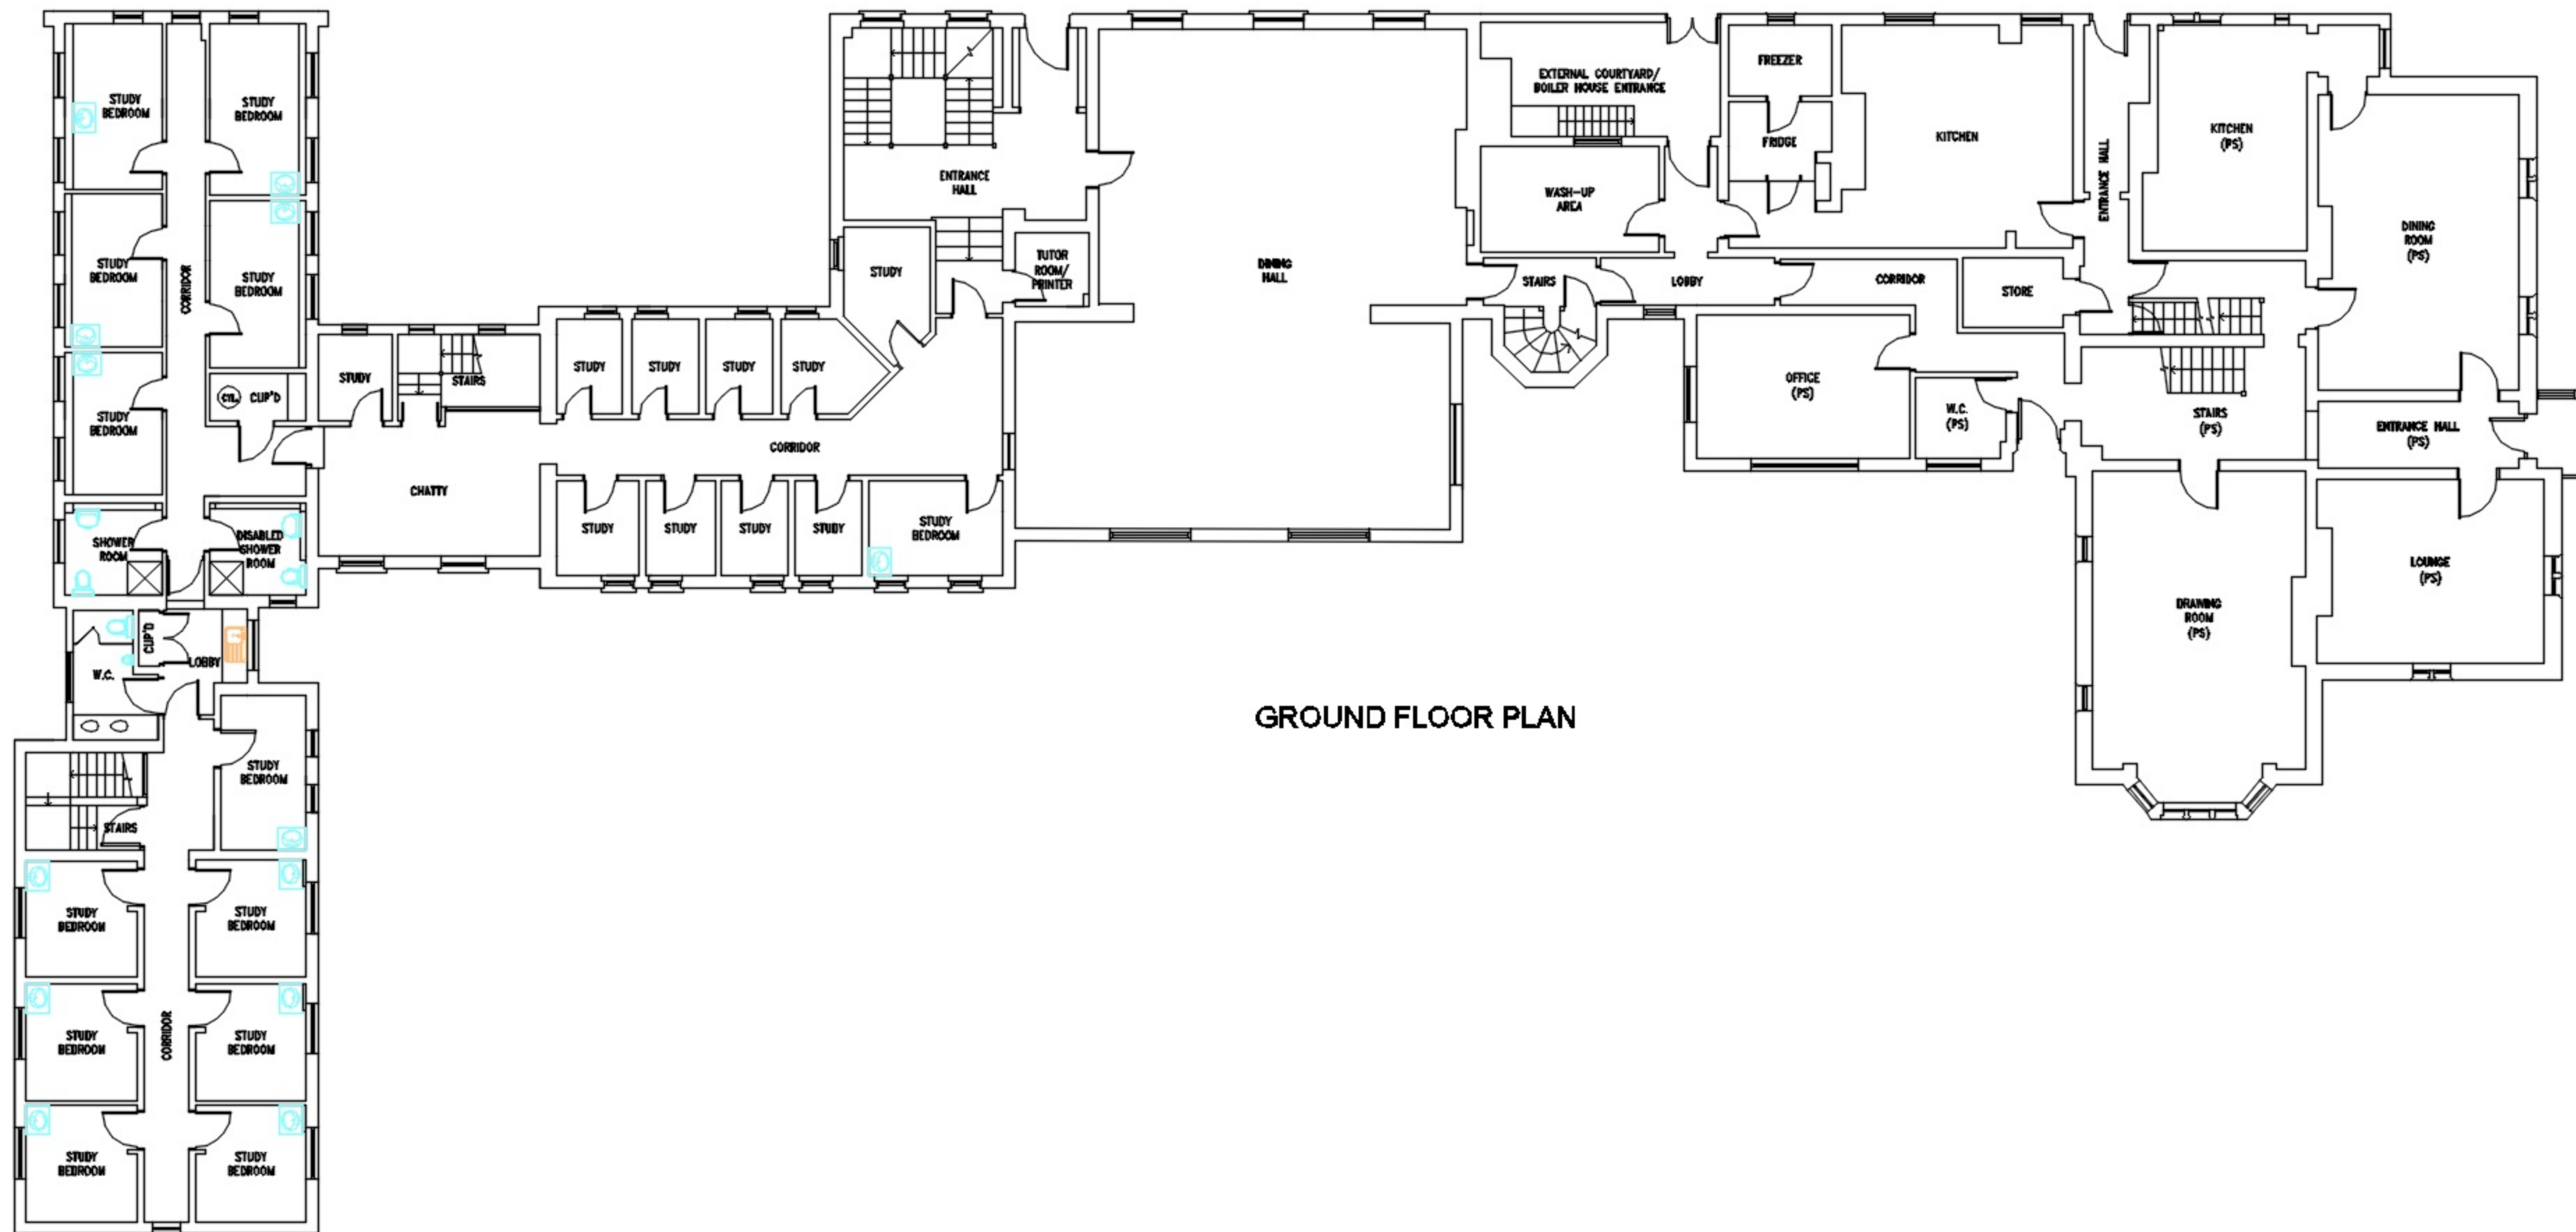 STUDY
BEDROOM
STUDY
BEDROOM
STUDY
BEDROOM
STUDY
BEDROOM
CORRIDOR
STUDY
BEDROOM
CYL.
CUP'D
SHOWER
ROOM
DISABLED
SHOWER
ROOM
CUP'D
LOBBY
W.C.
STUDY
BEDROOM
STAIRS
STUDY
BEDROOM
STUDY
BEDROOM
STUDY
BEDROOM
STUDY
BEDROOM
CORRIDOR
STUDY
BEDROOM
STUDY
BEDROOM
STUDY
STAIRS
CHATTY
STUDY
STUDY
STUDY
STUDY
CORRIDOR
STUDY
STUDY
STUDY
STUDY
STUDY
BEDROOM
STUDY
ENTRANCE
HALL
TUTOR
ROOM/
PRINTER
DINING
HALL
EXTERNAL COURTYARD/
BOILER HOUSE ENTRANCE
WASH-UP
AREA
STAIRS
LOBBY
FREEZER
FRIDGE
KITCHEN
CORRIDOR
STORE
OFFICE
(PS)
W.C.
(PS)
ENTRANCE HALL
KITCHEN
(PS)
DINING
ROOM
(PS)
STAIRS
(PS)
ENTRANCE HALL
(PS)
DRAWING
ROOM
(PS)
LOUNGE
(PS)
GROUND FLOOR PLAN